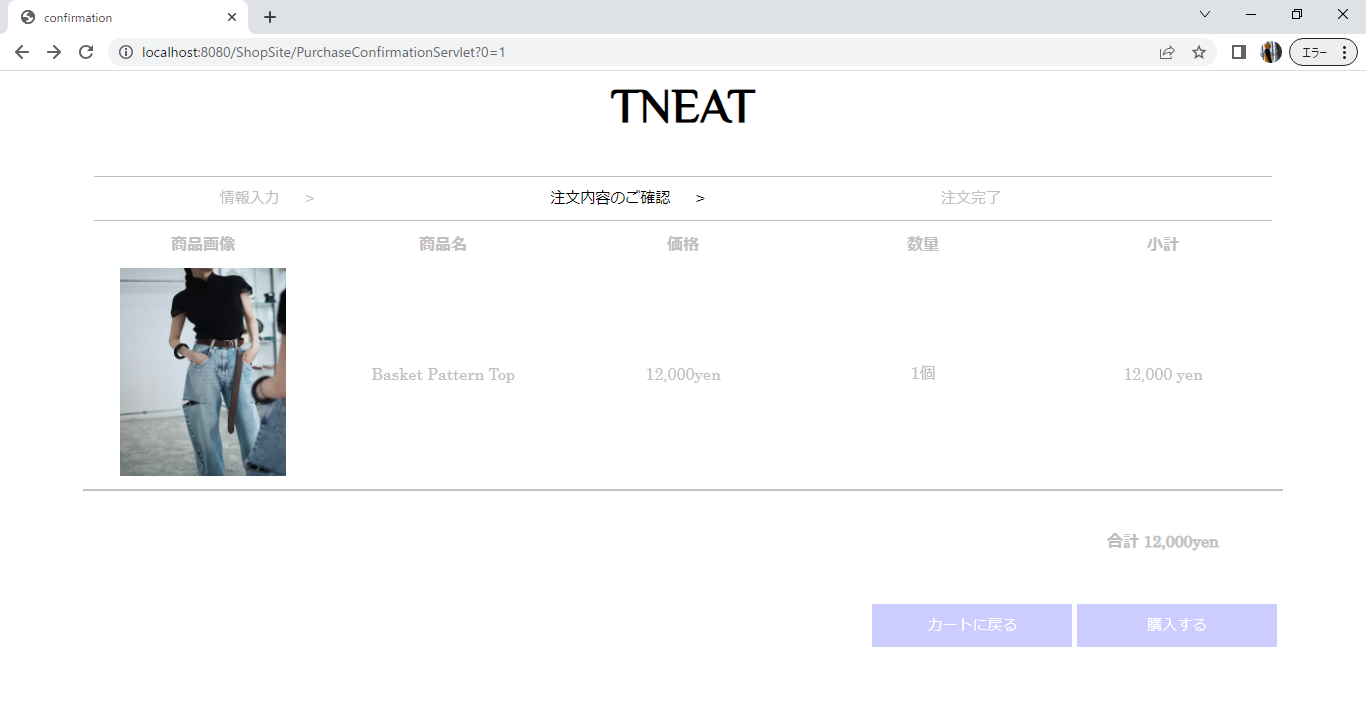 confirmation
localhost:8080/ShopSite/PurchaseConfirmationServlet?0=1
エラー
TNEAT
情報入力 > 注文内容のご確認 > 注文完了
商品画像 商品名 価格 数量 小計
Basket Pattern Top 12,000yen 1個 12,000 yen
合計 12,000yen
カートに戻る 購入する